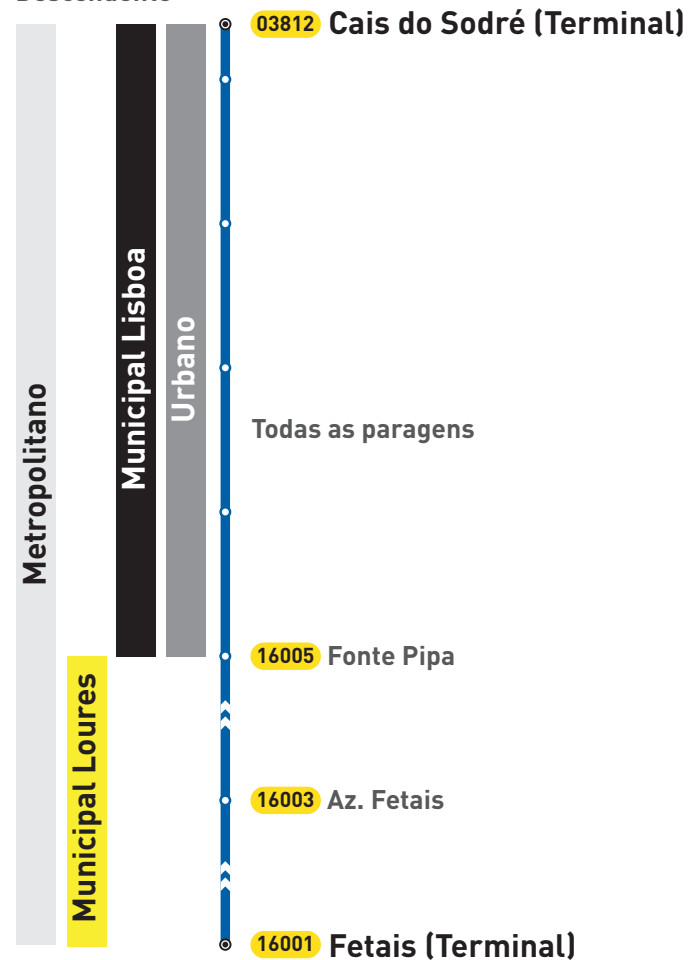 03812 Cais do Sodré (Terminal)
Metropolitano
Municipal Lisboa
Urbano
Todas as paragens
Municipal Loures
16005 Fonte Pipa
16003 Az. Fetais
16001 Fetais (Terminal)